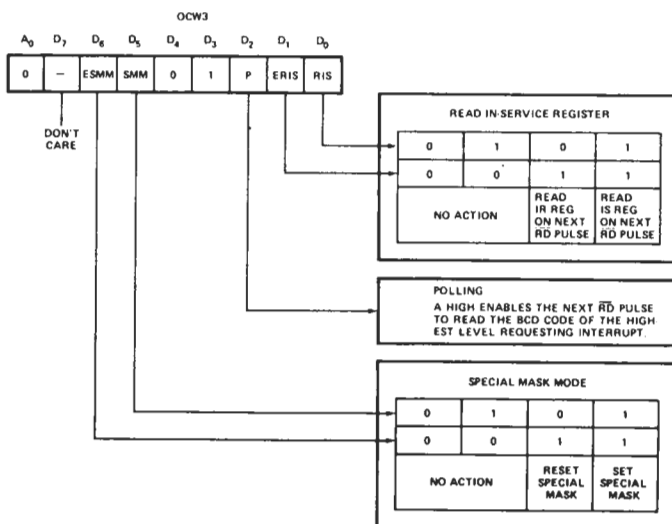 OCW3
A0 D7 D6 D5 D4 D3 D2 D1 D0
0 – ESMM SMM 0 1 P ERIS RIS
DON'T
CARE
READ IN-SERVICE REGISTER
0 1 0 1
0 0 1 1
NO ACTION
READ
IR REG
ON NEXT
RD PULSE
READ
IS REG
ON NEXT
RD PULSE
POLLING
A HIGH ENABLES THE NEXT RD PULSE
TO READ THE BCD CODE OF THE HIGH
EST LEVEL REQUESTING INTERRUPT.
SPECIAL MASK MODE
0 1 0 1
0 0 1 1
NO ACTION
RESET
SPECIAL
MASK
SET
SPECIAL
MASK